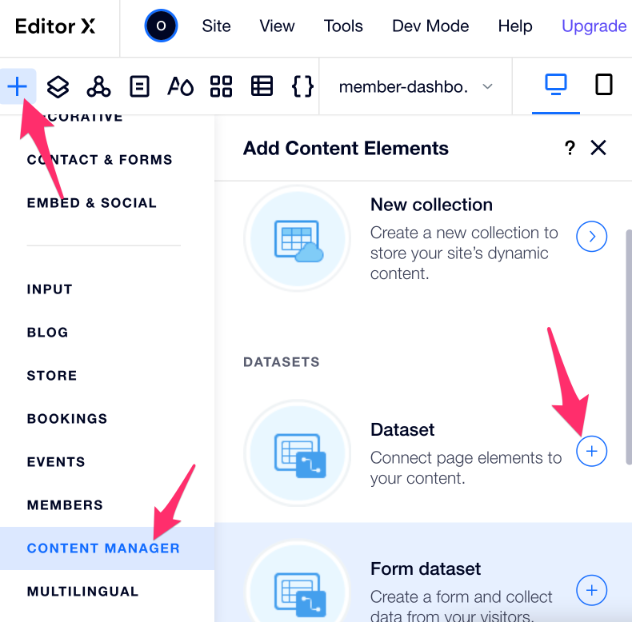 Editor X
O
Site
View
Tools
Dev Mode
Help
Upgrade
member-dashbo.
CONTACT & FORMS
EMBED & SOCIAL
INPUT
BLOG
STORE
BOOKINGS
EVENTS
MEMBERS
CONTENT MANAGER
MULTILINGUAL
Add Content Elements
?
New collection
Create a new collection to
store your site's dynamic
content.
DATASETS
Dataset
Connect page elements to
your content.
Form dataset
Create a form and collect
data from your visitors.